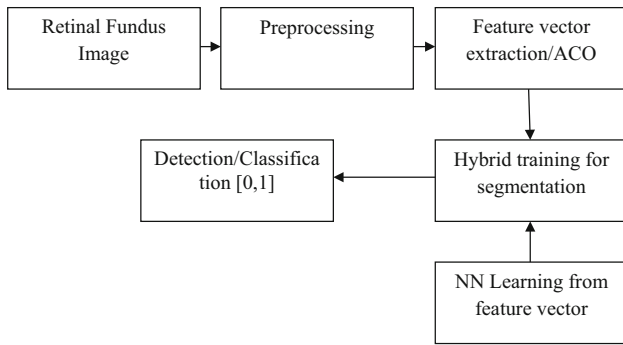 Retinal Fundus
Image
Preprocessing
Feature vector
extraction/ACO
Detection/Classifica
tion [0,1]
Hybrid training for
segmentation
NN Learning from
feature vector